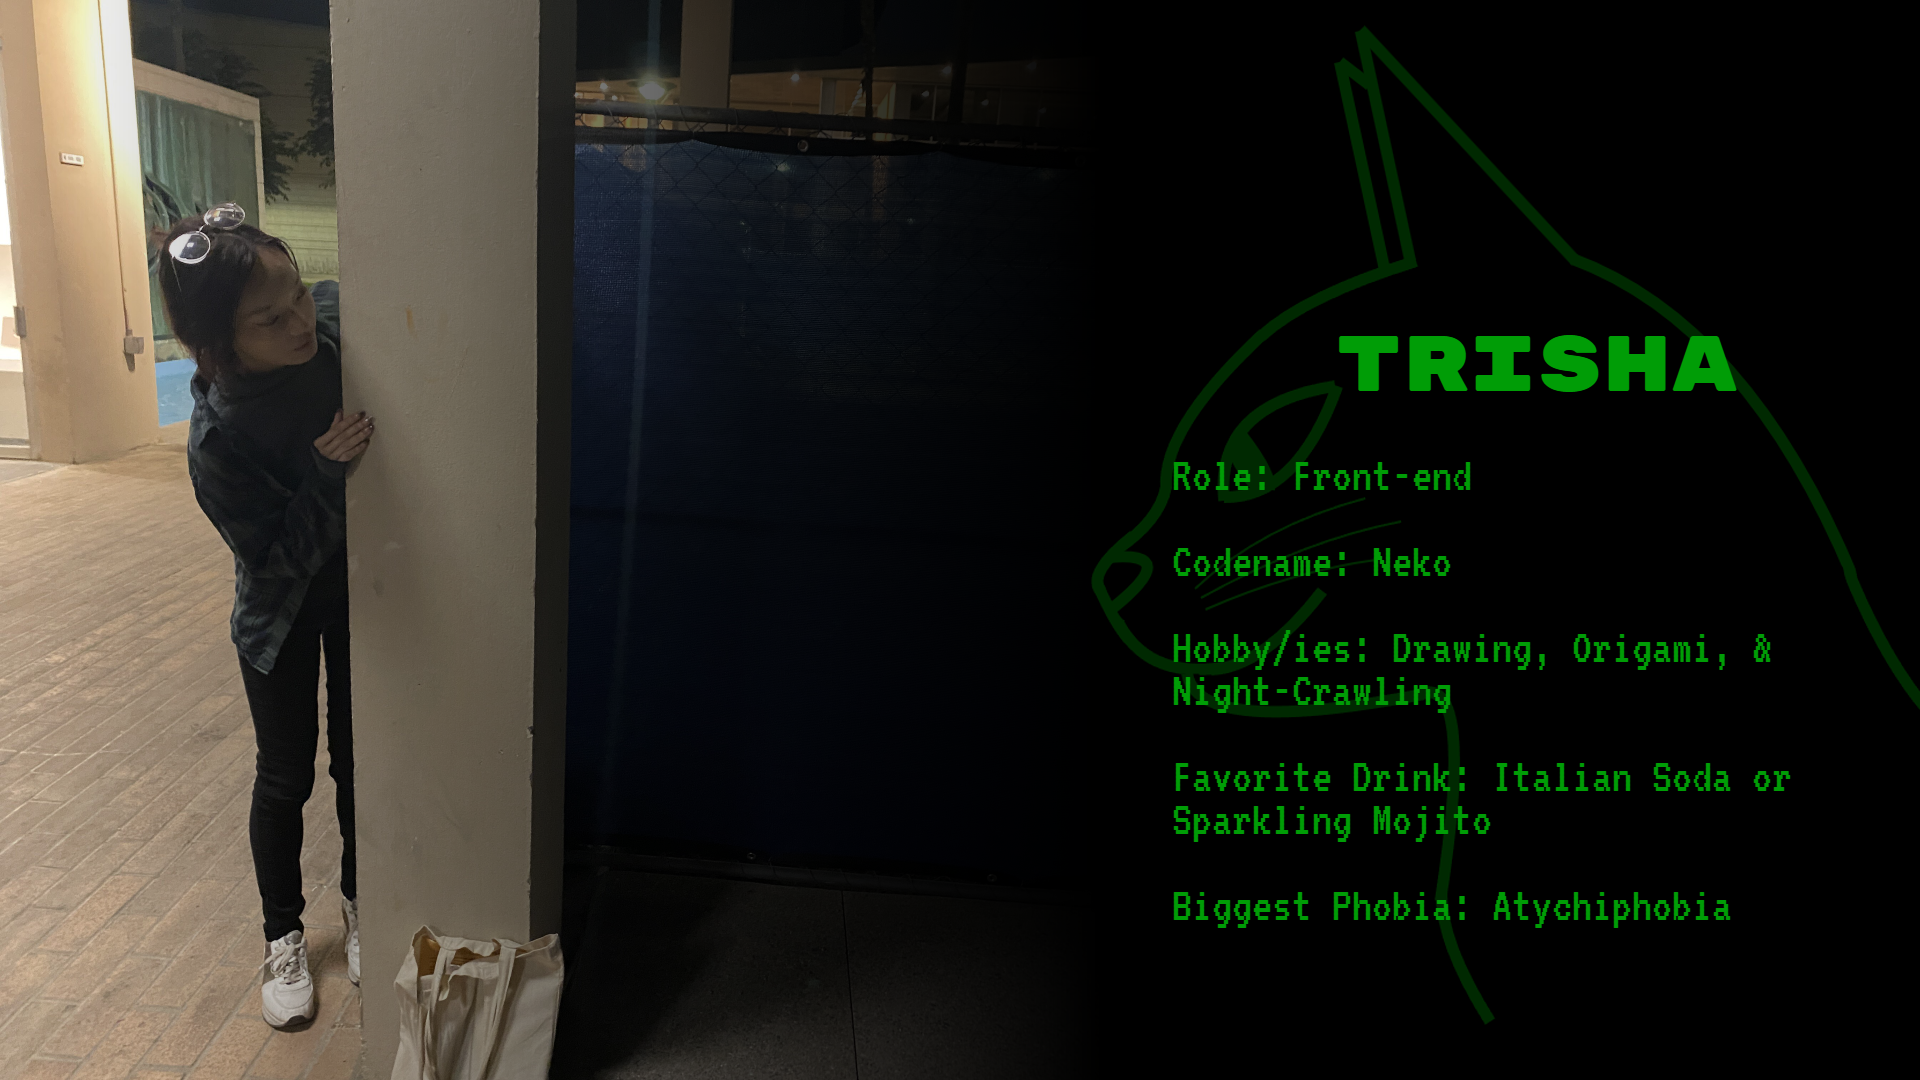 TRISHA
Role: Front-end
Codename: Neko
Hobby/ies: Drawing, Origami, &
Night-Crawling
Favorite Drink: Italian Soda or
Sparkling Mojito
Biggest Phobia: Atychiphobia